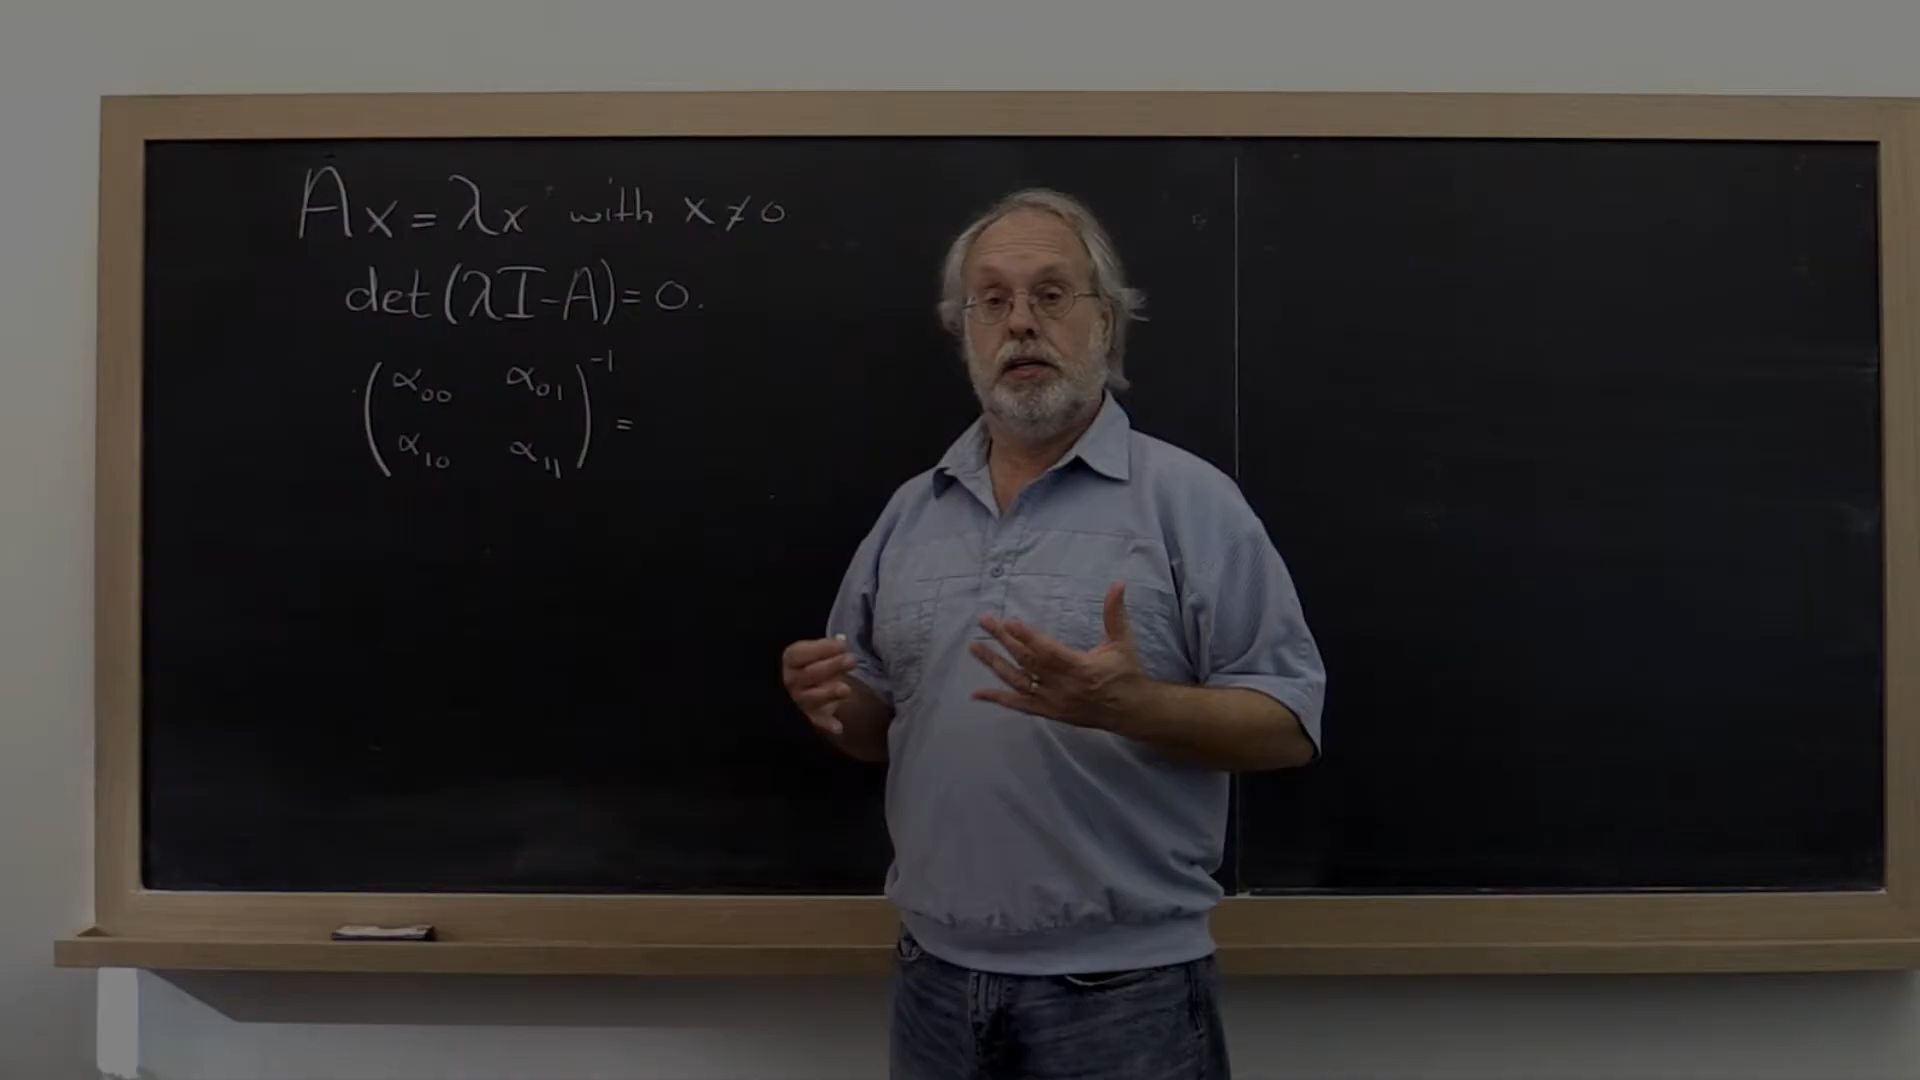 Ax = λx with x ≠ 0
det(λI-A) = 0.
(α₀₀ α₀₁
α₁₀ α₁₁)⁻¹ =